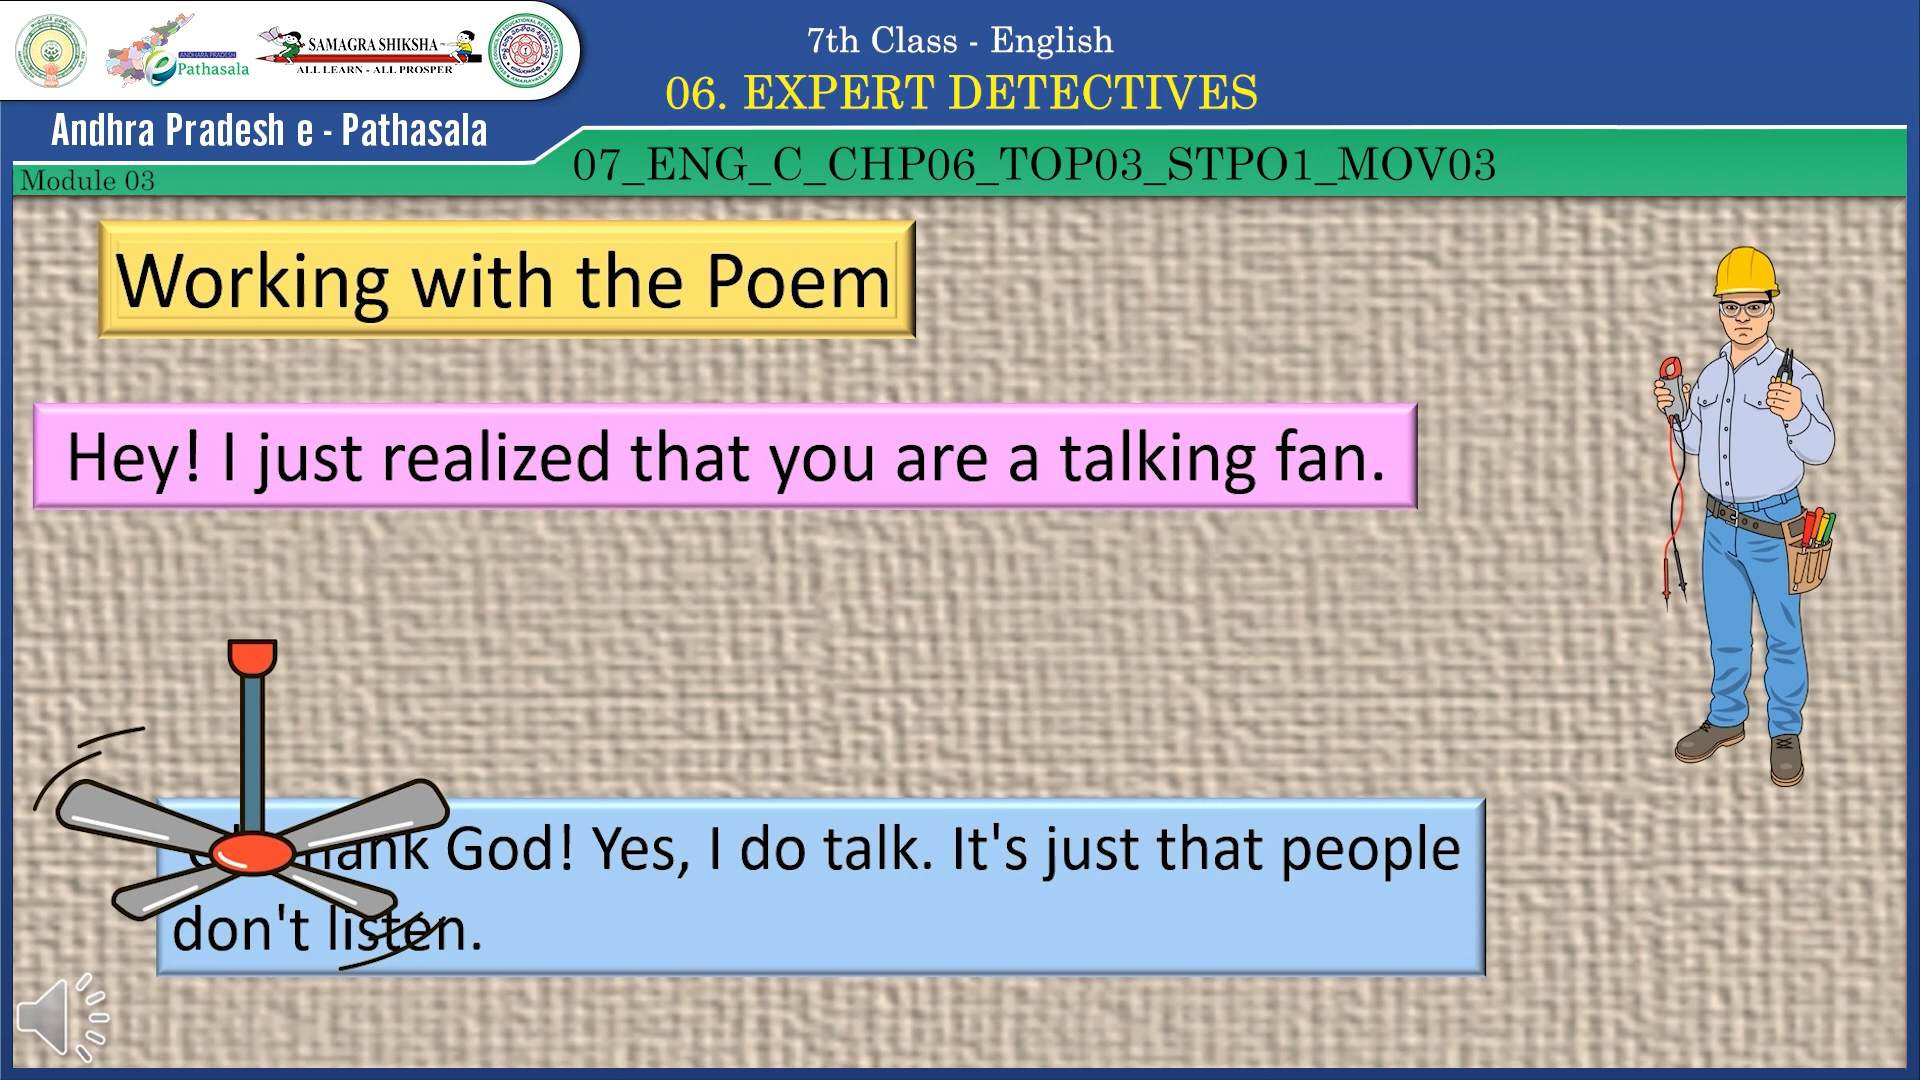 ANDHRA PRADESH
e Pathasala
SAMAGRA SHIKSHA
ALL LEARN - ALL PROSPER
Andhra Pradesh e - Pathasala
7th Class - English
06. EXPERT DETECTIVES
Module 03
07_ENG_C_CHP06_TOP03_STPO1_MOV03
Working with the Poem
Hey! I just realized that you are a talking fan.
God! Yes, I do talk. It's just that people
don't listen.